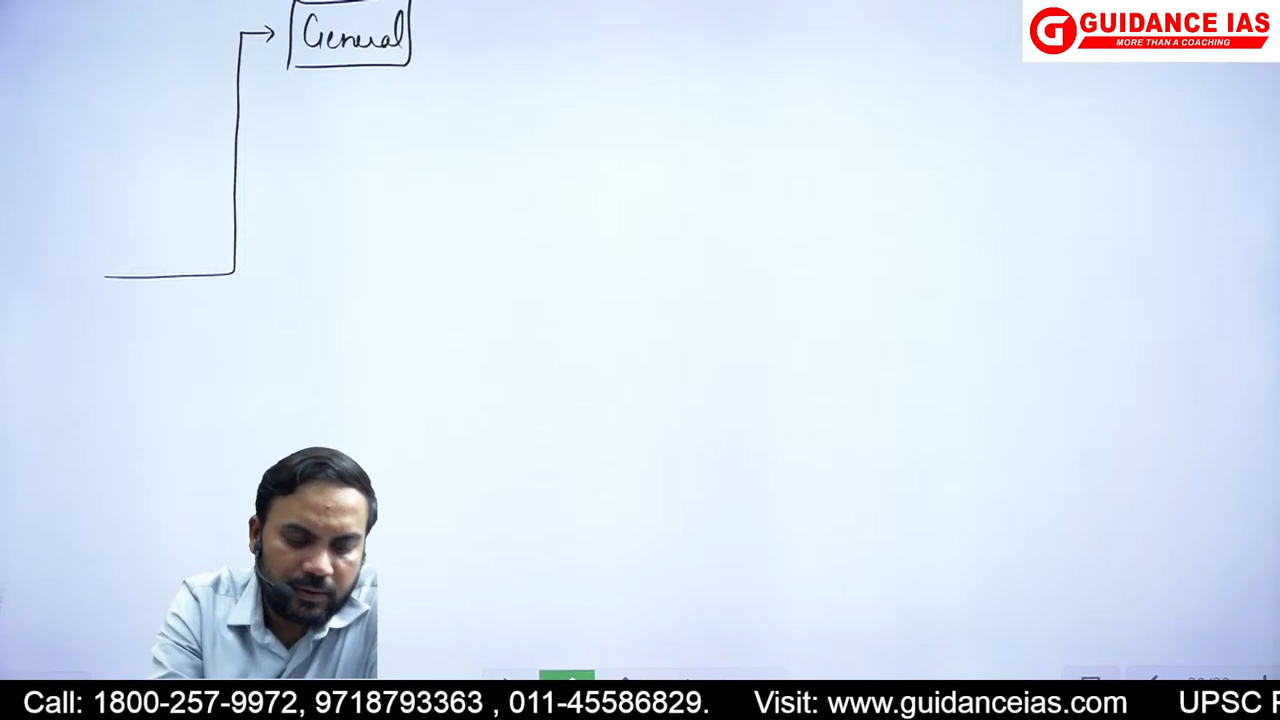 General
G GUIDANCE IAS
MORE THAN A COACHING
Call: 1800-257-9972, 9718793363 , 011-45586829. Visit: www.guidanceias.com UPSC